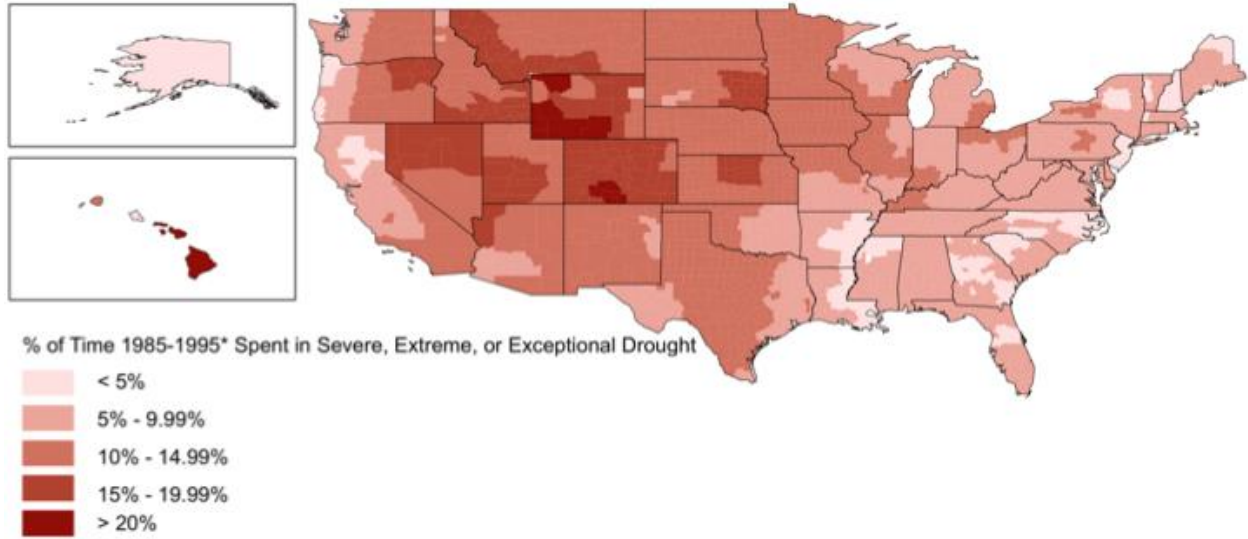 % of Time 1985-1995* Spent in Severe, Extreme, or Exceptional Drought
< 5%
5% - 9.99%
10% - 14.99%
15% - 19.99%
> 20%